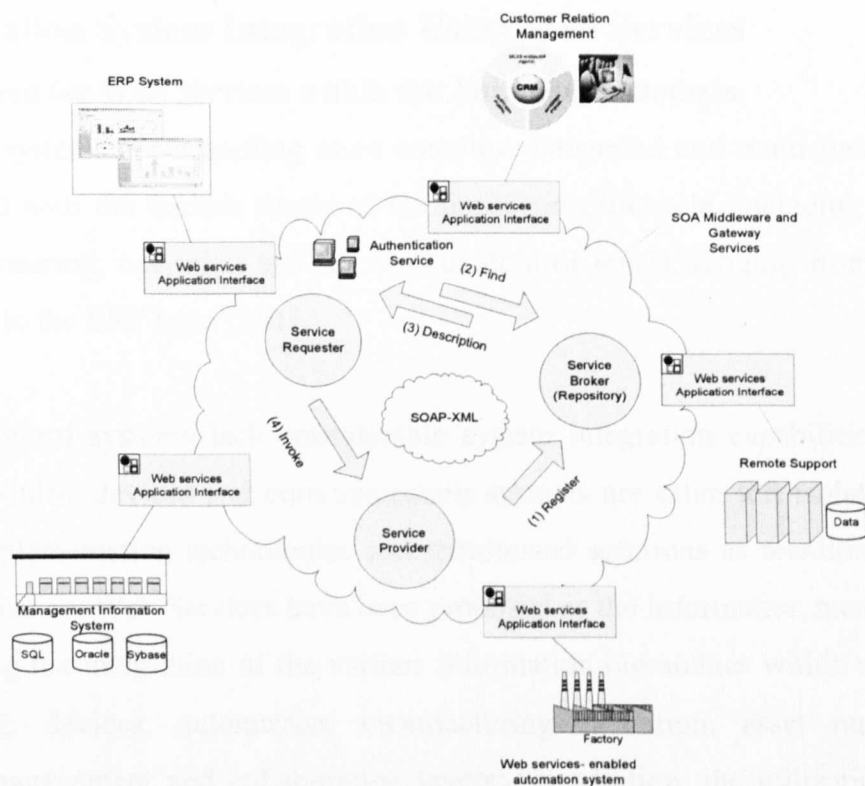 Customer Relation
Management
CRM
ERP System
Web services
Application Interface
SOA Middleware and
Gateway
Services
Web services
Application Interface
Authentication
Service
(2) Find
(3) Description
Service
Requester
Service
Broker
(Repository)
Web services
Application Interface
SOAP-XML
(4) Invoke
Web services
Application Interface
(1) Register
Remote Support
Data
Service
Provider
Management Information
System
SQL
Oracle
Sybase
Web services
Application Interface
Factory
Web services- enabled
automation system